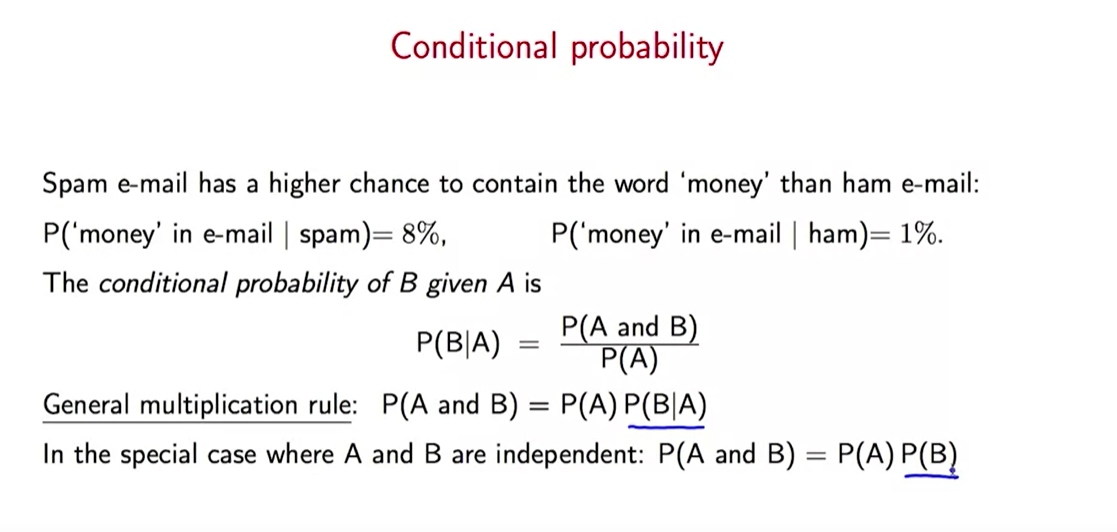 Conditional probability
Spam e-mail has a higher chance to contain the word ‘money’ than ham e-mail:
P(‘money’ in e-mail | spam)= 8%, P(‘money’ in e-mail | ham)= 1%.
The conditional probability of B given A is
P(B|A) = P(A and B) / P(A)
General multiplication rule: P(A and B) = P(A) P(B|A)
In the special case where A and B are independent: P(A and B) = P(A) P(B)